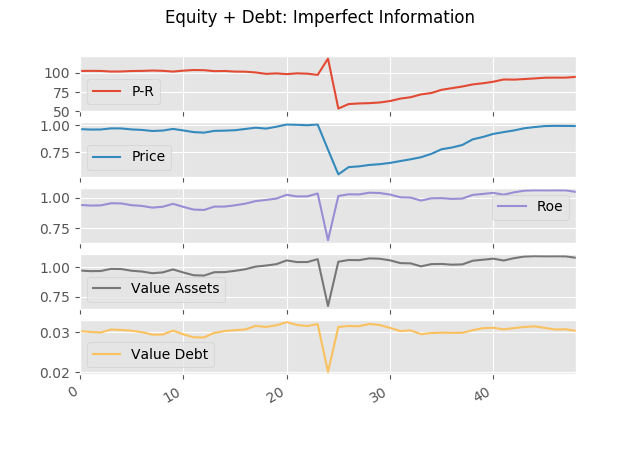 Equity + Debt: Imperfect Information
100
75
50
P-R
1.00
0.75
Price
1.00
0.75
Roe
1.00
0.75
Value Assets
0.03
0.02
Value Debt
0 10 20 30 40